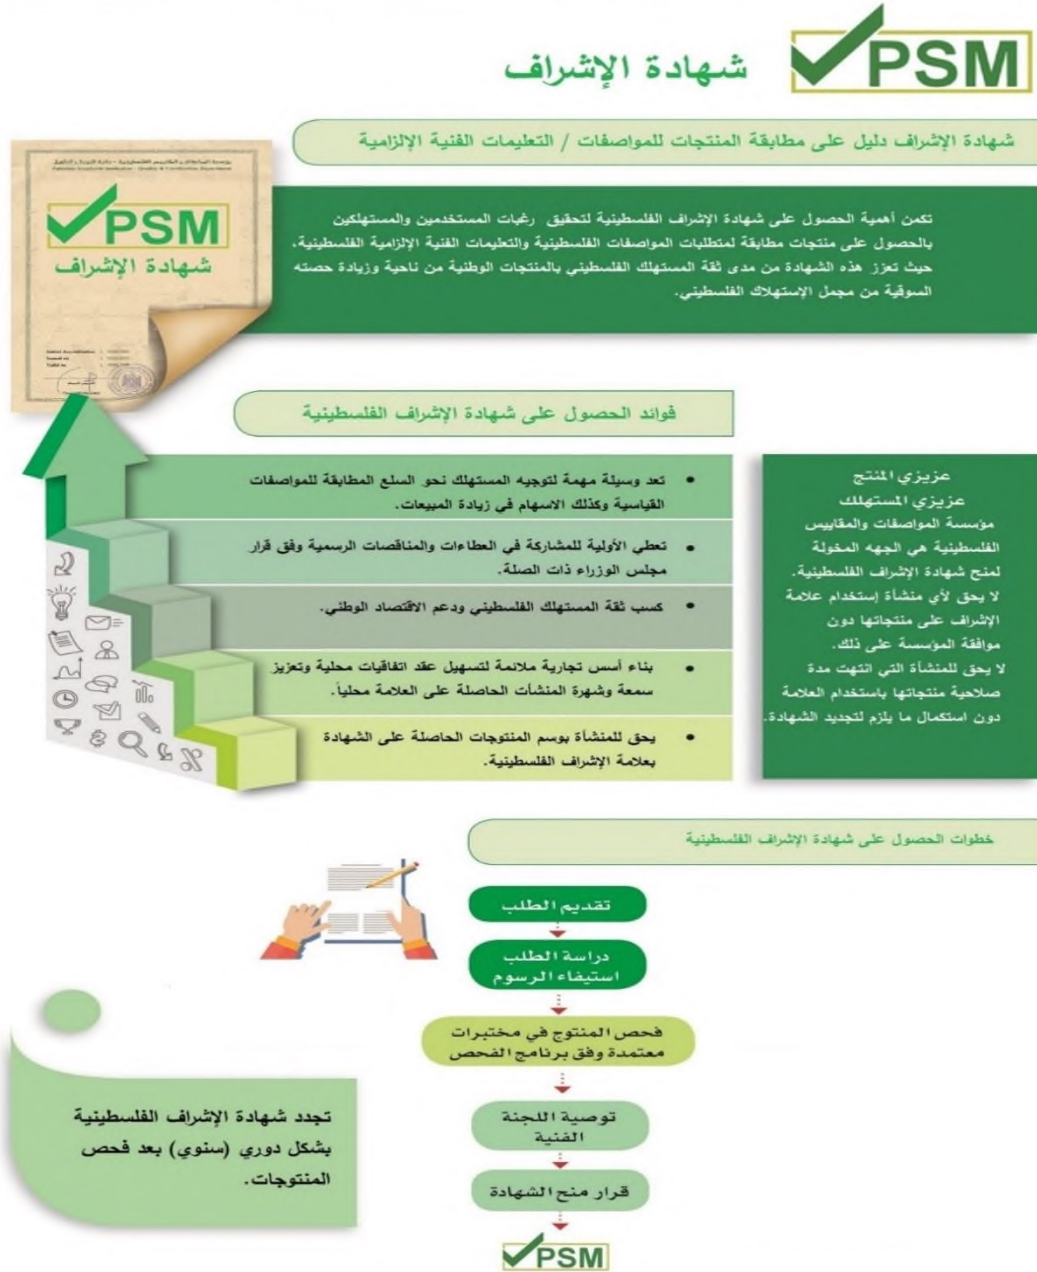 PSM
شهادة الإشراف
شهادة الإشراف دليل على مطابقة المنتجات للمواصفات / التعليمات الفنية الإلزامية
PSM
شهادة الإشراف
تكمن أهمية الحصول على شهادة الإشراف الفلسطينية لتحقيق رغبات المستخدمين والمستهلكين
بالحصول على منتجات مطابقة لمتطلبات المواصفات الفلسطينية والتعليمات الفنية الإلزامية الفلسطينية،
حيث تعزز هذه الشهادة من مدى ثقة المستهلك الفلسطيني بالمنتجات الوطنية من ناحية وزيادة حصته
السوقية من مجمل الإستهلاك الفلسطيني.
فوائد الحصول على شهادة الإشراف الفلسطينية
• تعد وسيلة مهمة لتوجيه المستهلك نحو السلع المطابقة للمواصفات
القياسية وكذلك الاسهام في زيادة المبيعات.
• تعطي الأولية للمشاركة في العطاءات والمناقصات الرسمية وفق قرار
مجلس الوزراء ذات الصلة.
• كسب ثقة المستهلك الفلسطيني ودعم الاقتصاد الوطني.
• بناء أسس تجارية ملائمة لتسهيل عقد اتفاقيات محلية وتعزيز
سمعة وشهرة المنشأت الحاصلة على العلامة محلياً.
• يحق للمنشأة بوسم المنتوجات الحاصلة على الشهادة
بعلامة الإشراف الفلسطينية.
عزيزي المنتج
عزيزي المستهلك
مؤسسة المواصفات والمقاييس
الفلسطينية هي الجهه المخولة
لمنح شهادة الإشراف الفلسطينية.
لا يحق لأي منشأة إستخدام علامة
الإشراف على منتجاتها دون
موافقة المؤسسة على ذلك.
لا يحق للمنشأة التي انتهت مدة
صلاحية منتجاتها باستخدام العلامة
دون استكمال ما يلزم لتجديد الشهادة.
خطوات الحصول على شهادة الإشراف الفلسطينية
تقديم الطلب
دراسة الطلب
استيفاء الرسوم
فحص المنتوج في مختبرات
معتمدة وفق برنامج الفحص
توصية اللجنة
الفنية
قرار منح الشهادة
PSM
تجدد شهادة الإشراف الفلسطينية
بشكل دوري (سنوي) بعد فحص
المنتوجات.